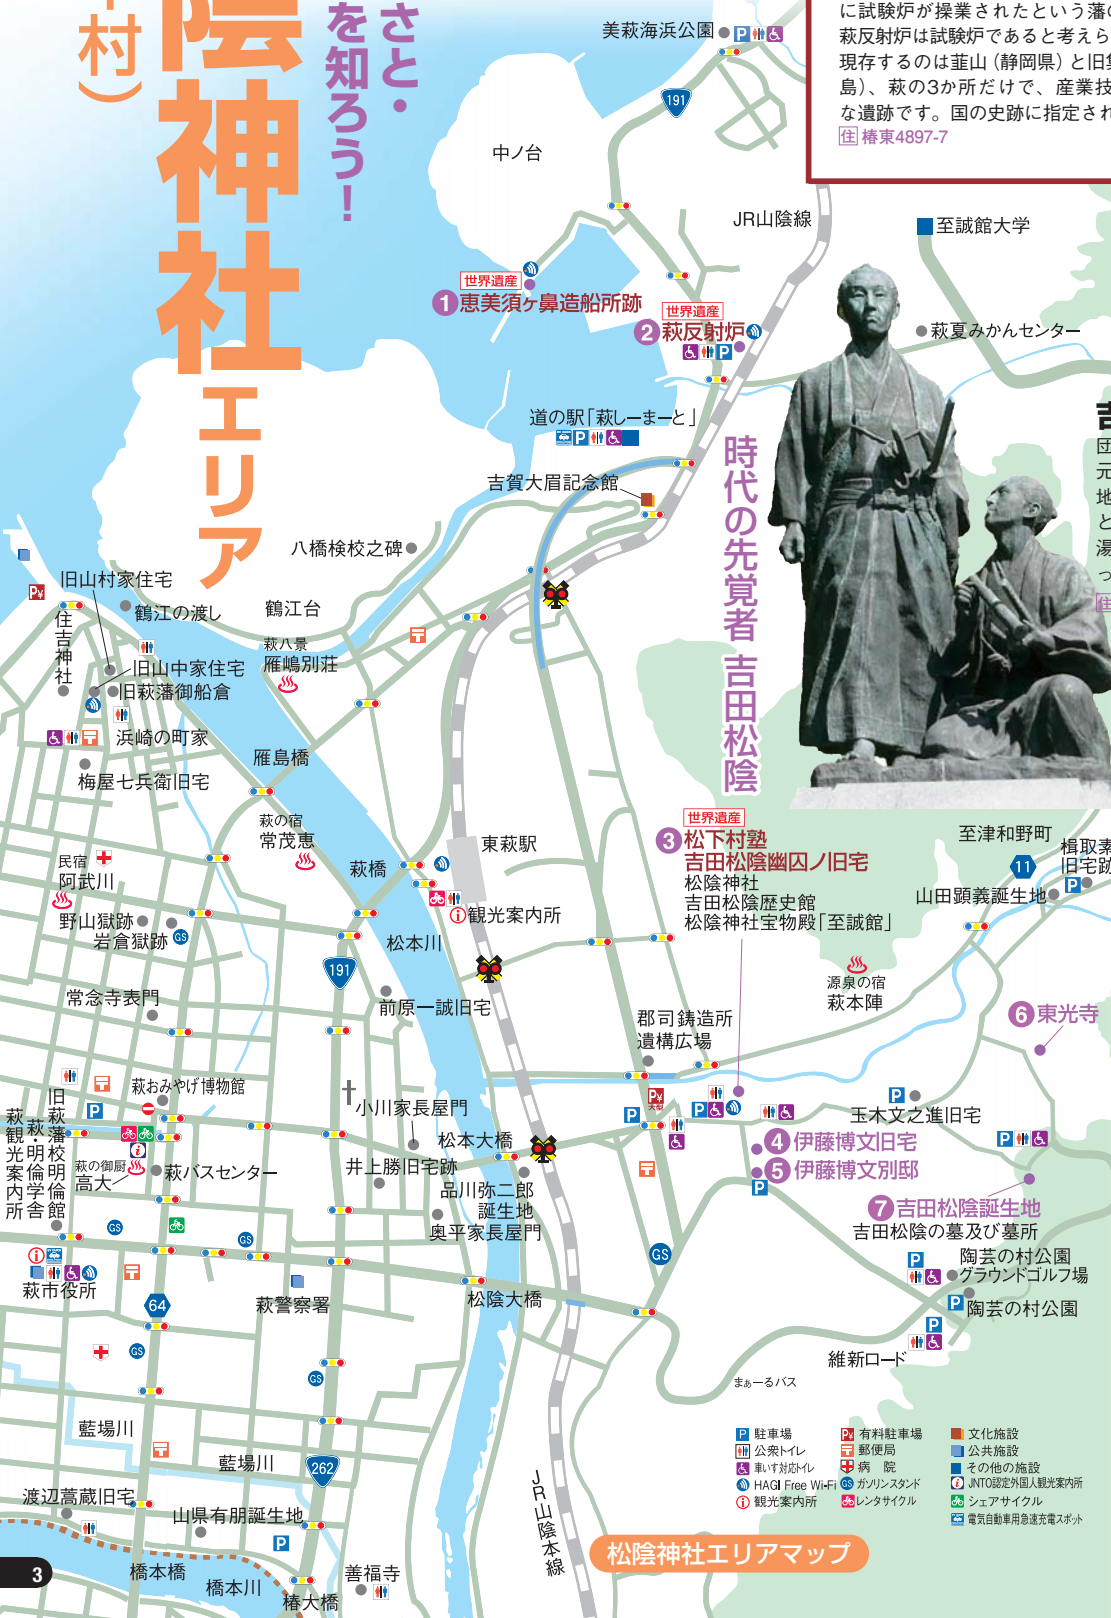 村）
陰神社エリア
さと・
を知ろう！
に試験炉が操業されたという藩の
萩反射炉は試験炉であると考えら
現存するのは韮山（静岡県）と旧集
島）、萩の3か所だけで、産業技
な遺跡です。国の史跡に指定され
住 椿東4897-7
美萩海浜公園
P
191
中ノ台
JR山陰線
至誠館大学
世界遺産
1 恵美須ヶ鼻造船所跡
世界遺産
2 萩反射炉
P
萩夏みかんセンター
道の駅「萩しーまーと」
P
吉賀大眉記念館
時代の先覚者 吉田松陰
吉
団
元
地
と
湯
っ
住
八橋検校之碑
旧山村家住宅
P¥
鶴江の渡し
鶴江台
住吉神社
萩八景
雁嶋別荘
旧山中家住宅
旧萩藩御船倉
浜崎の町家
梅屋七兵衛旧宅
雁島橋
萩の宿
常茂恵
東萩駅
萩橋
観光案内所
民宿
阿武川
野山獄跡
岩倉獄跡
GS
松本川
191
世界遺産
3 松下村塾
吉田松陰幽囚ノ旧宅
松陰神社
吉田松陰歴史館
松陰神社宝物殿「至誠館」
至津和野町
11
楫取素
旧宅跡
P
山田顕義誕生地
源泉の宿
萩本陣
常念寺表門
前原一誠旧宅
郡司鋳造所
遺構広場
6 東光寺
萩おみやげ博物館
小川家長屋門
P
P¥
P
P
玉木文之進旧宅
P
旧萩藩校明倫館
萩・明倫学舎
萩観光案内所
P
萩の御厨
高大
萩バスセンター
松本大橋
井上勝旧宅跡
品川弥二郎
誕生地
奥平家長屋門
4 伊藤博文旧宅
5 伊藤博文別邸
P
7 吉田松陰誕生地
吉田松陰の墓及び墓所
GS
GS
GS
P
陶芸の村公園
グラウンドゴルフ場
P
陶芸の村公園
P
萩市役所
64
萩警察署
松陰大橋
維新ロード
GS
GS
まぁーるバス
藍場川
藍場川
262
渡辺蒿蔵旧宅
山県有朋誕生地
P
JR山陰本線
橋本橋
橋本川
椿大橋
善福寺
P 駐車場
公衆トイレ
車いす対応トイレ
HAGI Free Wi-Fi
観光案内所
P¥ 有料駐車場
郵便局
病 院
GS ガソリンスタンド
レンタサイクル
文化施設
公共施設
その他の施設
JNTO認定外国人観光案内所
シェアサイクル
電気自動車用急速充電スポット
松陰神社エリアマップ
3